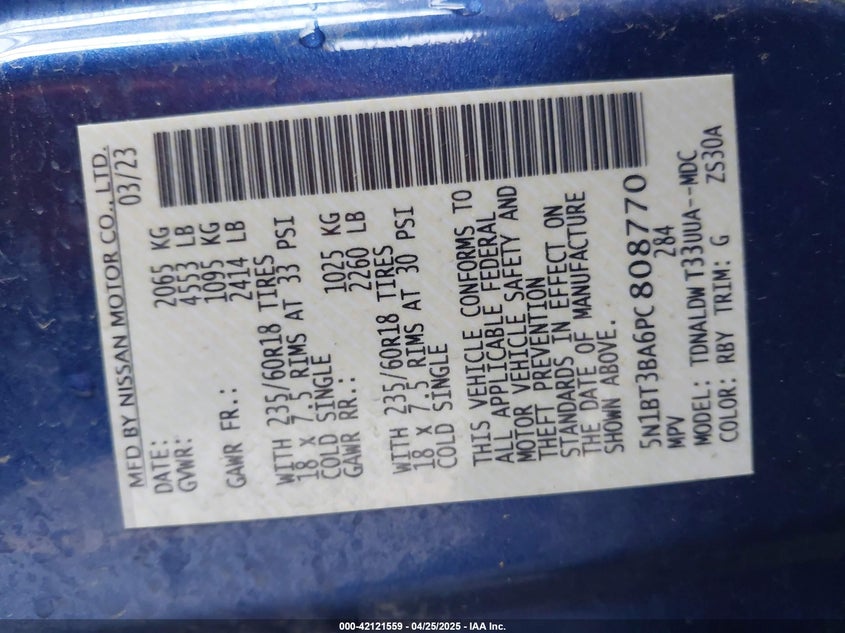 MFD BY NISSAN MOTOR CO., LTD.
DATE: 03/23
GVWR: 2065 KG
4553 LB
GAWR FR.: 1095 KG
2414 LB
WITH 235/60R18 TIRES
18 X 7.5 RIMS AT 33 PSI
COLD SINGLE
GAWR RR.: 1025 KG
2260 LB
WITH 235/60R18 TIRES
18 X 7.5 RIMS AT 30 PSI
COLD SINGLE
THIS VEHICLE CONFORMS TO
ALL APPLICABLE FEDERAL
MOTOR VEHICLE SAFETY AND
THEFT PREVENTION
STANDARDS IN EFFECT ON
THE DATE OF MANUFACTURE
SHOWN ABOVE.
5N1BT3BA6PC808770
MPV 284
MODEL: TDNALDW T33UUA--MDC
COLOR: RBY TRIM: G ZS30A
000-42121559 - 04/25/2025 - IAA Inc.